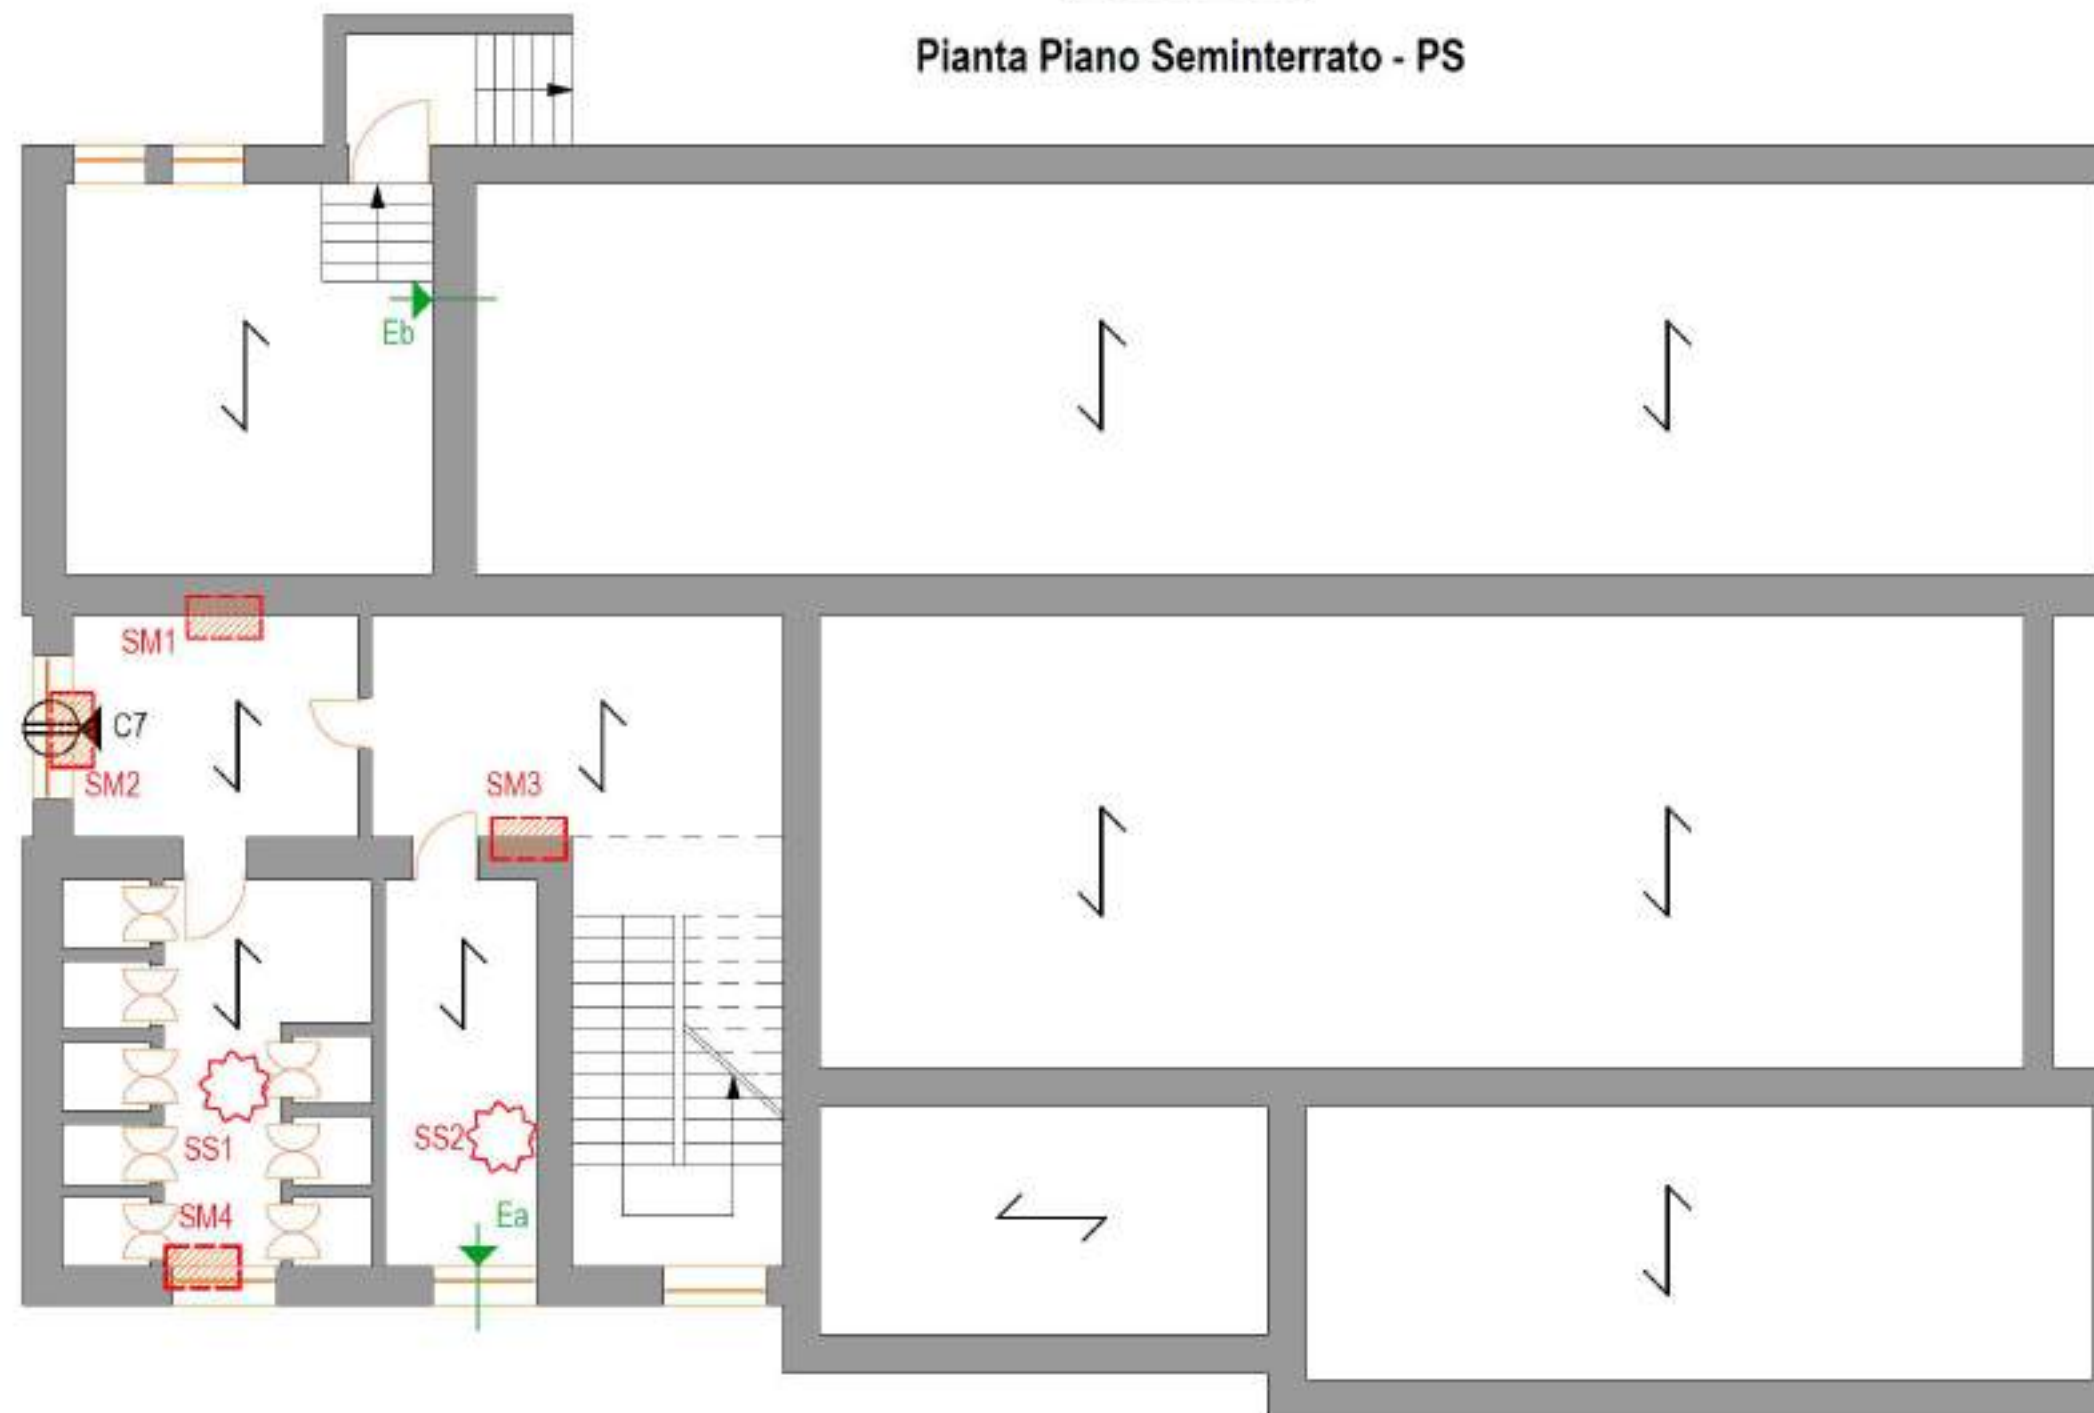 Pianta Piano Seminterrato - PS
Eb
SM1
C7
SM2
SM3
SS1
SS2
SM4
Ea